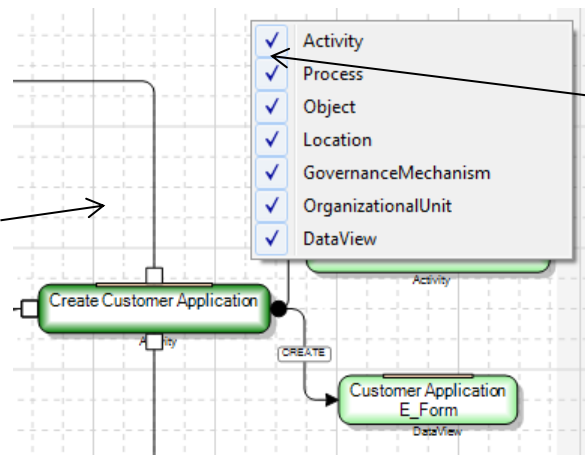 Activity
Process
Object
Location
GovernanceMechanism
OrganizationalUnit
DataView
Activity
Create Customer Application
CREATE
Customer Application
E_Form
DataView